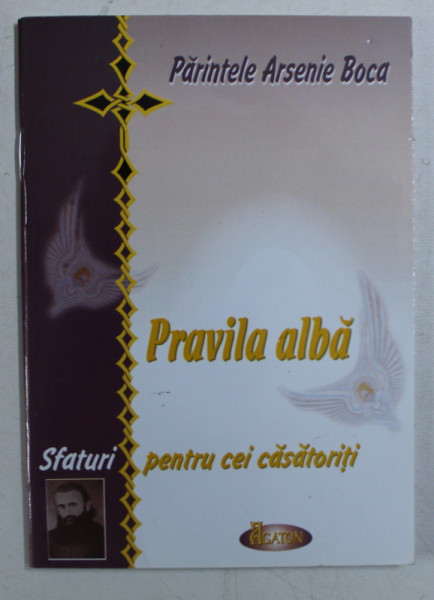 Părintele Arsenie Boca
Pravila albă
Sfaturi pentru cei căsătoriți
AGATON